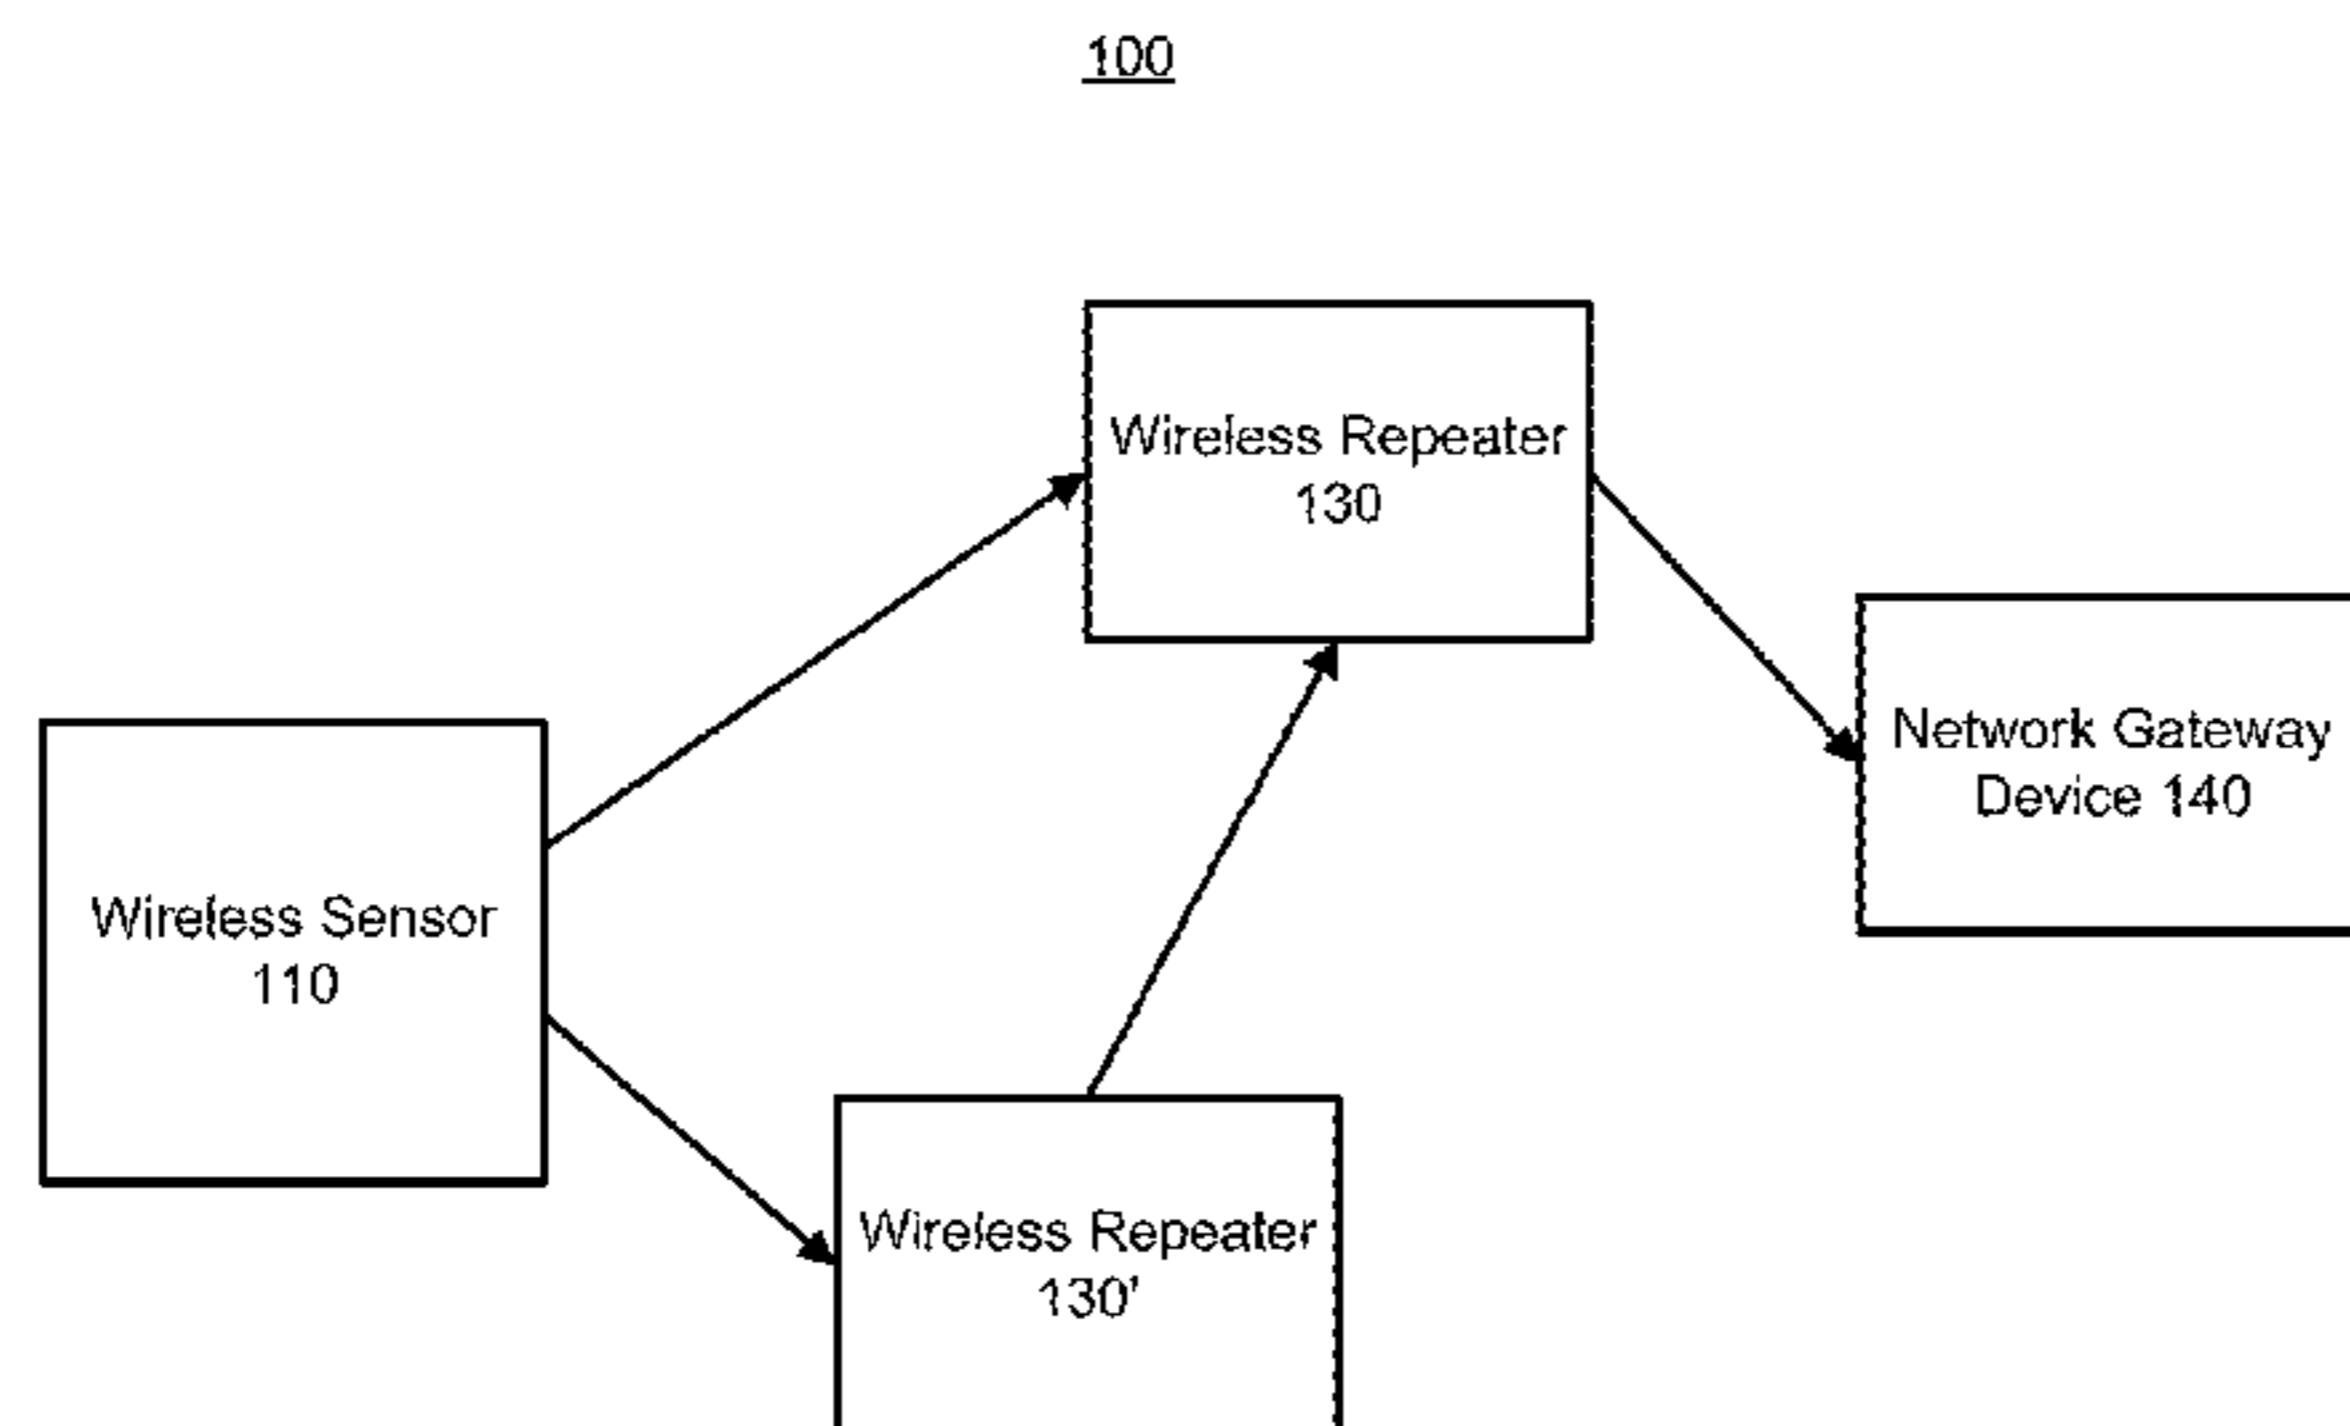 100
Wireless Repeater
130
Network Gateway
Device 140
Wireless Sensor
110
Wireless Repeater
130'